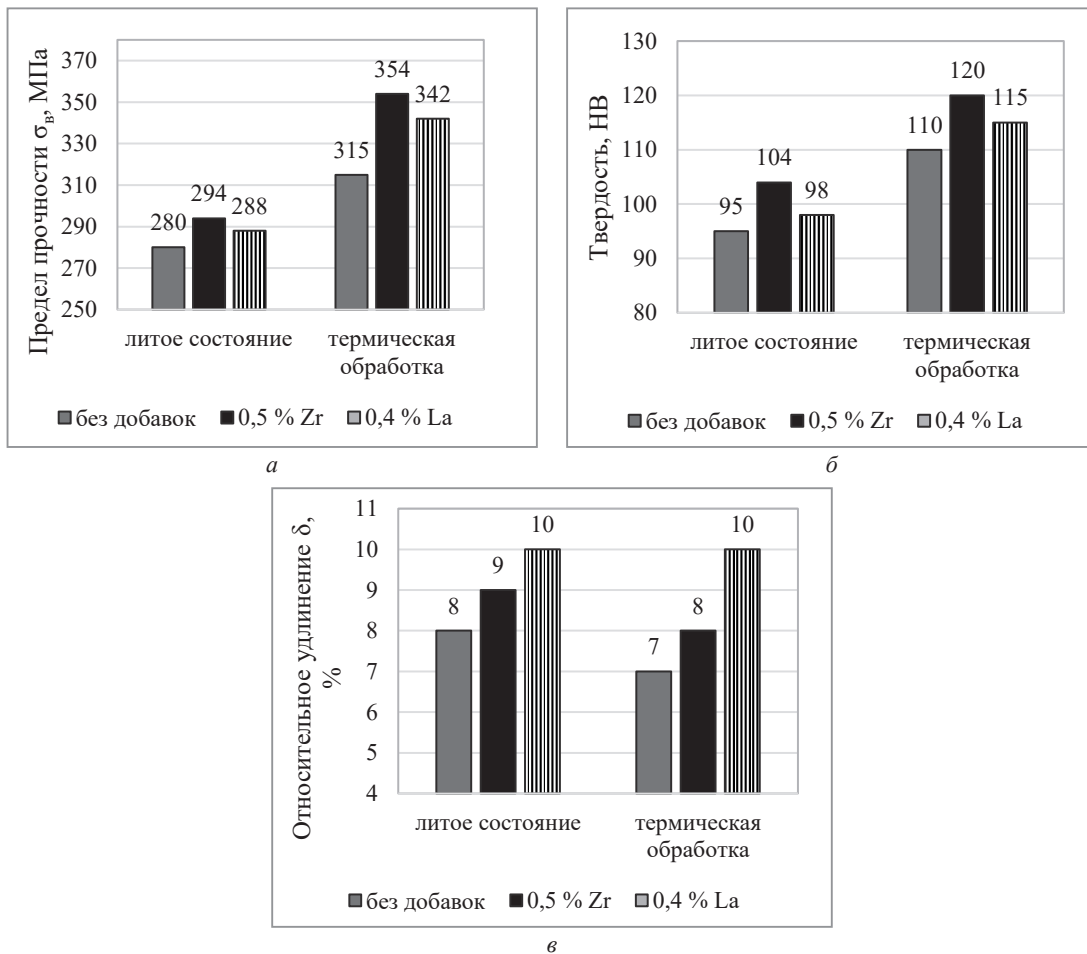 Предел прочности σв, МПа
370
350
330
310
290
270
250
280
294
288
315
354
342
литое состояние
термическая
обработка
без добавок
0,5 % Zr
0,4 % La
а
Твердость, НВ
130
120
110
100
90
80
95
104
98
110
120
115
литое состояние
термическая
обработка
без добавок
0,5 % Zr
0,4 % La
б
Относительное удлинение δ,
%
11
10
9
8
7
6
5
4
8
9
10
7
8
10
литое состояние
термическая
обработка
без добавок
0,5 % Zr
0,4 % La
в